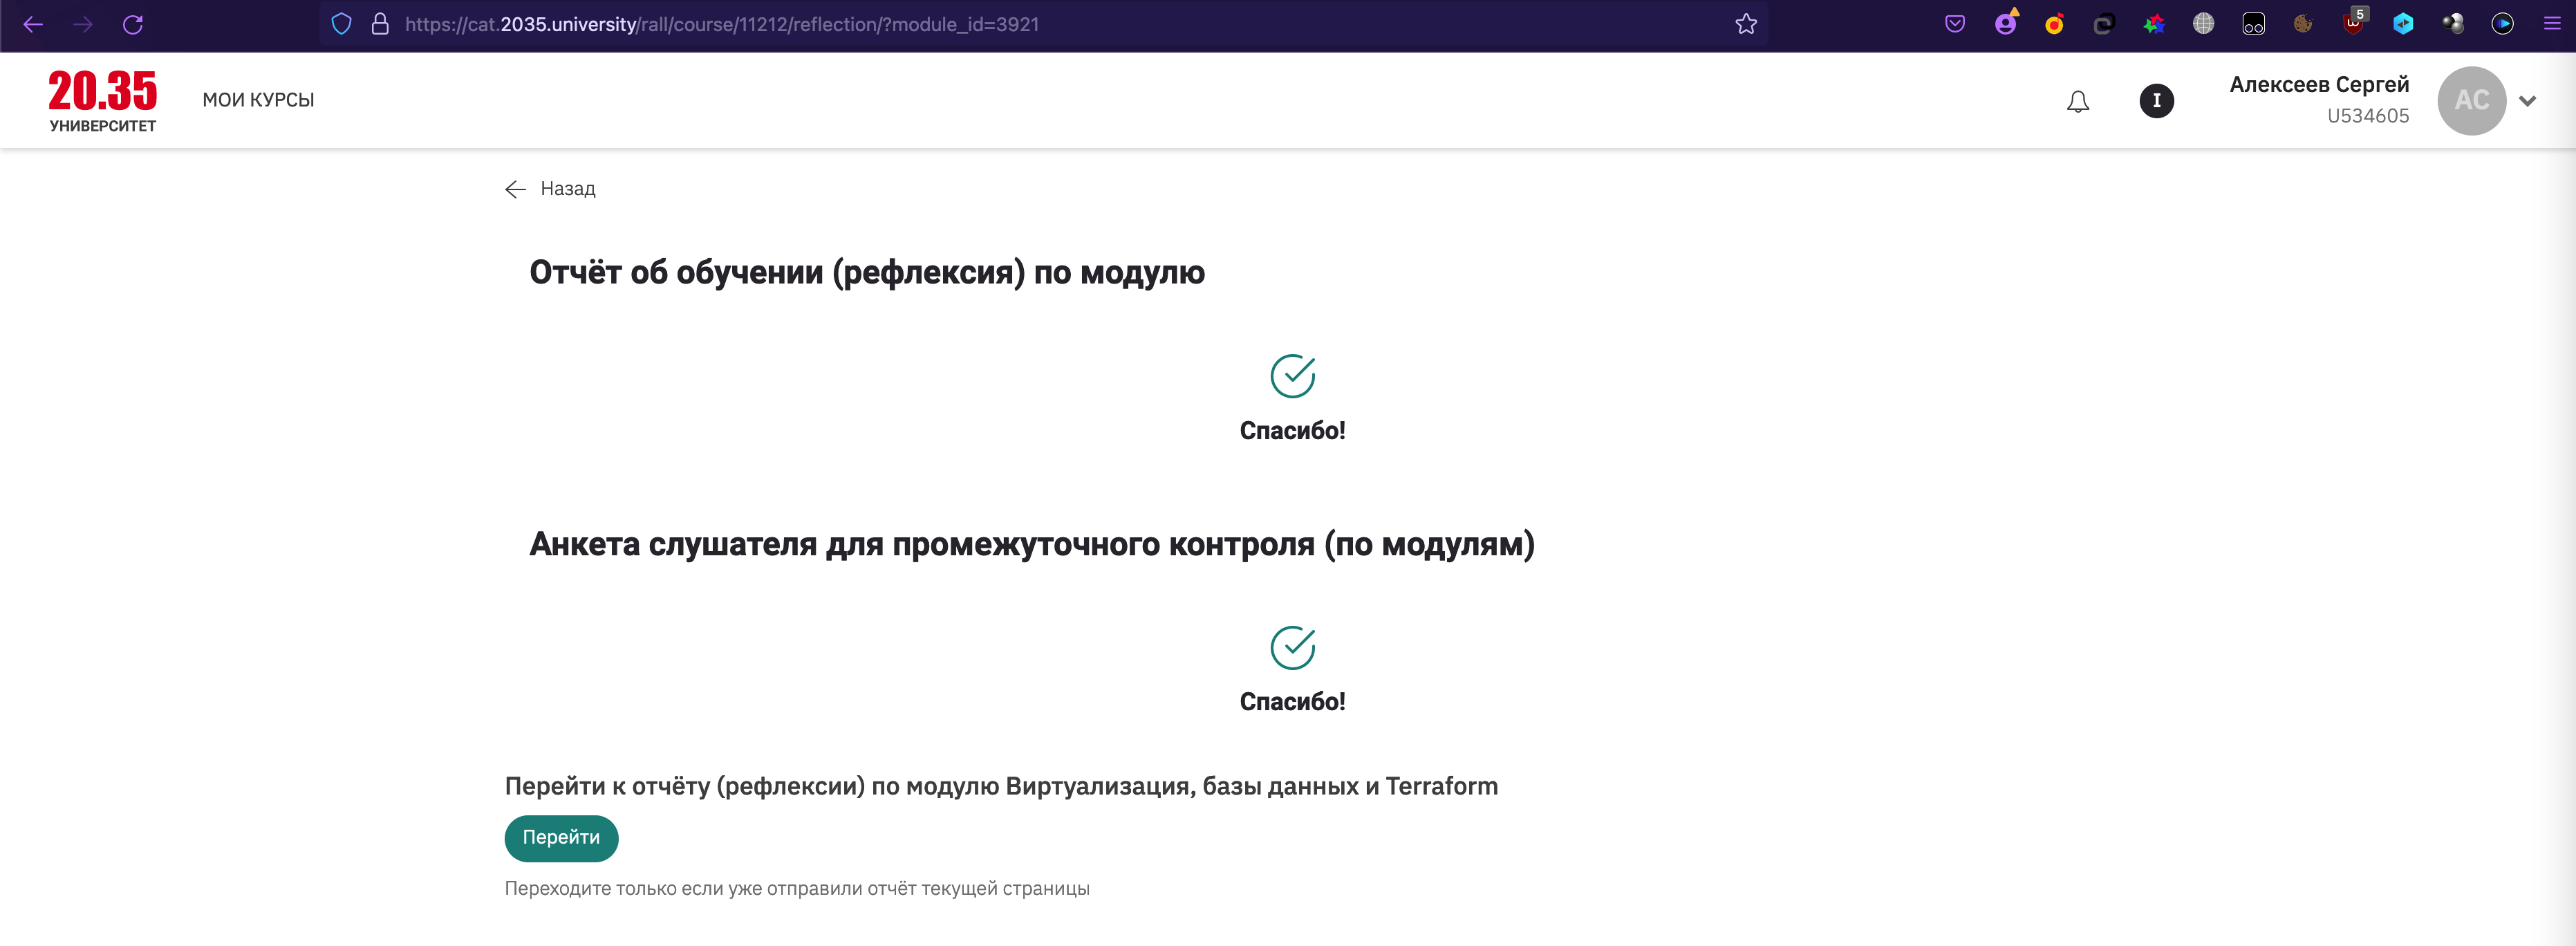 https://cat.2035.university/rall/course/11212/reflection/?module_id=3921
5
20.35
УНИВЕРСИТЕТ
МОИ КУРСЫ
I
Алексеев Сергей
U534605
АС
Назад
Отчёт об обучении (рефлексия) по модулю
Спасибо!
Анкета слушателя для промежуточного контроля (по модулям)
Спасибо!
Перейти к отчёту (рефлексии) по модулю Виртуализация, базы данных и Terraform
Перейти
Переходите только если уже отправили отчёт текущей страницы